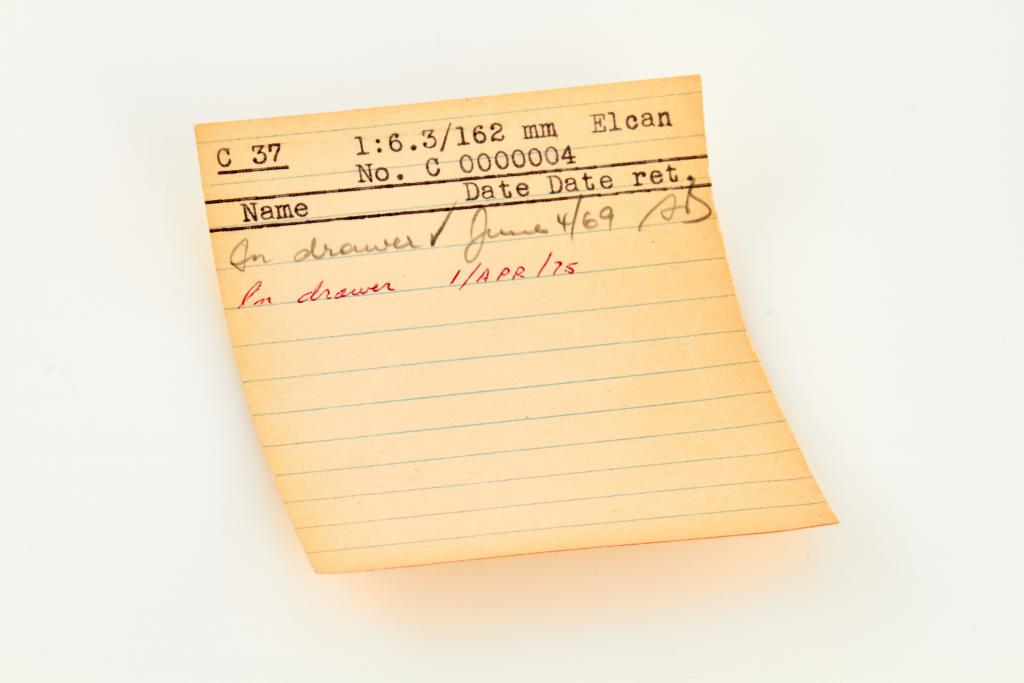 C 37 1:6.3/162 mm Elcan
No. C 0000004
Name Date Date ret.
In drawer ✓ June 4/69 AB
In drawer 1/APR/75